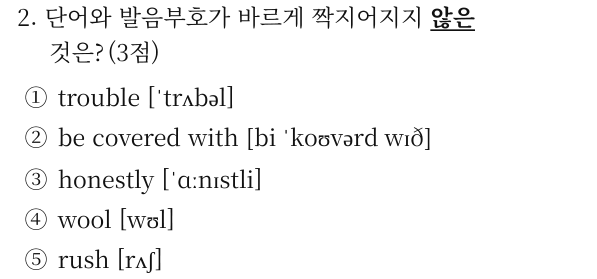 2. 단어와 발음부호가 바르게 짝지어지지 않은
것은? (3점)
① trouble [ˈtrʌbəl]
② be covered with [bi ˈkoʊvərd wɪð]
③ honestly [ˈɑːnɪstli]
④ wool [wʊl]
⑤ rush [rʌʃ]